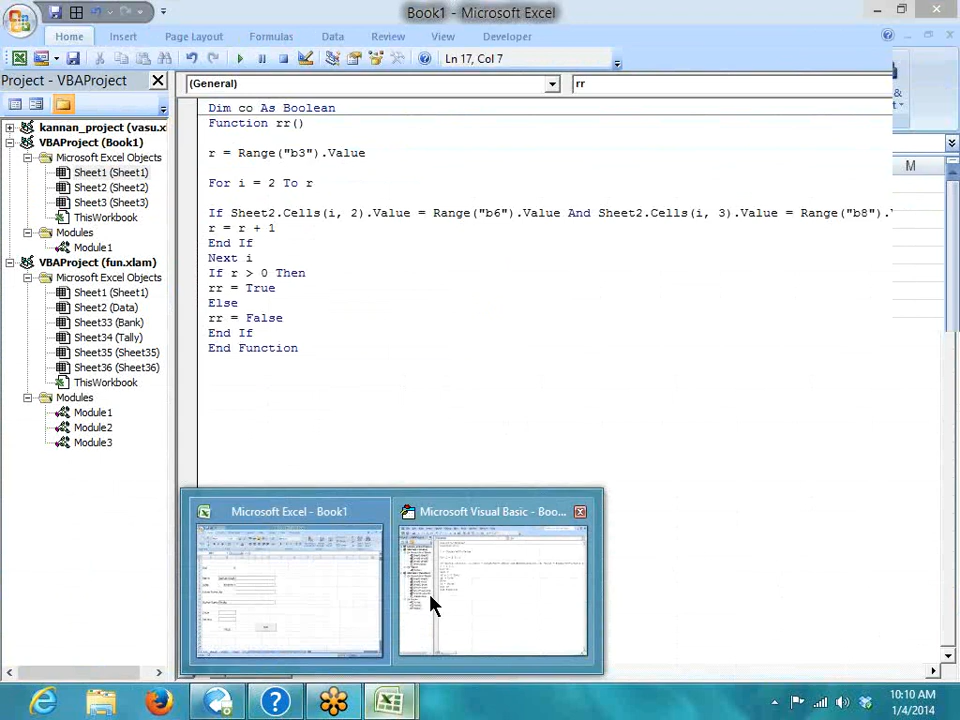 Book1 - Microsoft Excel
Home Insert Page Layout Formulas Data Review View Developer
Ln 17, Col 7
Project - VBAProject
(General) rr
kannan_project (vasu.x
VBAProject (Book1)
Microsoft Excel Objects
Sheet1 (Sheet1)
Sheet2 (Sheet2)
Sheet3 (Sheet3)
ThisWorkbook
Modules
Module1
VBAProject (fun.xlam)
Microsoft Excel Objects
Sheet1 (Sheet1)
Sheet2 (Data)
Sheet33 (Bank)
Sheet34 (Tally)
Sheet35 (Sheet35)
Sheet36 (Sheet36)
ThisWorkbook
Modules
Module1
Module2
Module3
Dim co As Boolean
Function rr()
r = Range("b3").Value
For i = 2 To r
If Sheet2.Cells(i, 2).Value = Range("b6").Value And Sheet2.Cells(i, 3).Value = Range("b8").V
r = r + 1
End If
Next i
If r > 0 Then
rr = True
Else
rr = False
End If
End Function
&
M
Microsoft Excel - Book1
Microsoft Visual Basic - Boo...
10:10 AM
1/4/2014